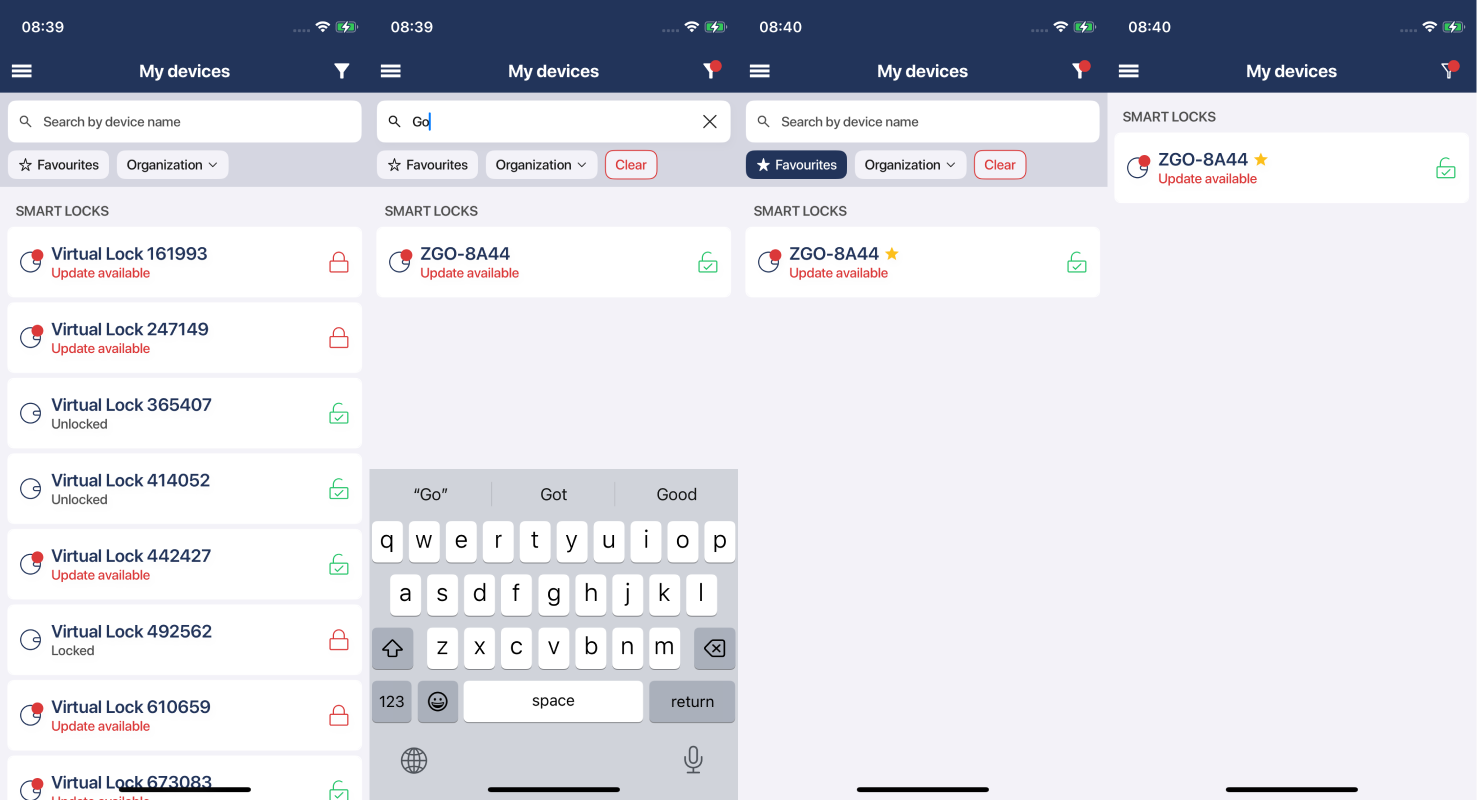 08:39
My devices
Search by device name
Favourites Organization
SMART LOCKS
Virtual Lock 161993
Update available
Virtual Lock 247149
Update available
Virtual Lock 365407
Unlocked
Virtual Lock 414052
Unlocked
Virtual Lock 442427
Update available
Virtual Lock 492562
Locked
Virtual Lock 610659
Update available
Virtual Lock 673083
Update available
08:39
My devices
Go
Favourites Organization Clear
SMART LOCKS
ZGO-8A44
Update available
“Go” Got Good
q w e r t y u i o p
a s d f g h j k l
z x c v b n m
123 space return
08:40
My devices
Search by device name
Favourites Organization Clear
SMART LOCKS
ZGO-8A44
Update available
08:40
My devices
SMART LOCKS
ZGO-8A44
Update available